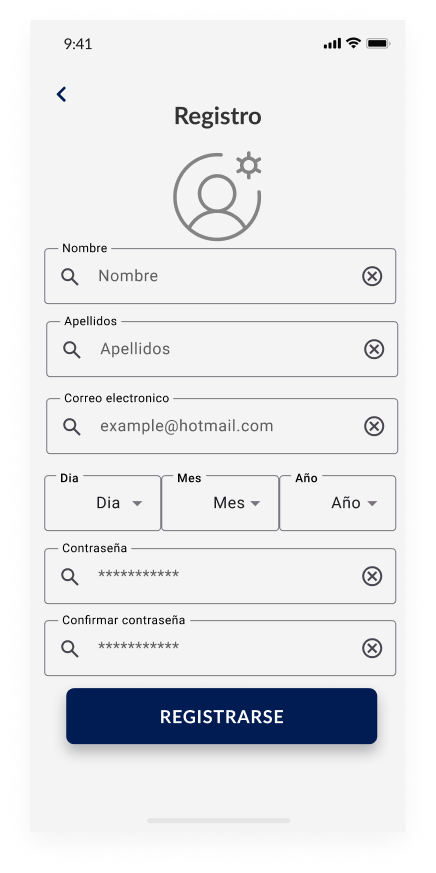 9:41
Registro
Nombre
Nombre
Apellidos
Apellidos
Correo electronico
example@hotmail.com
Dia Mes Año
Dia Mes Año
Contraseña
***********
Confirmar contraseña
***********
REGISTRARSE